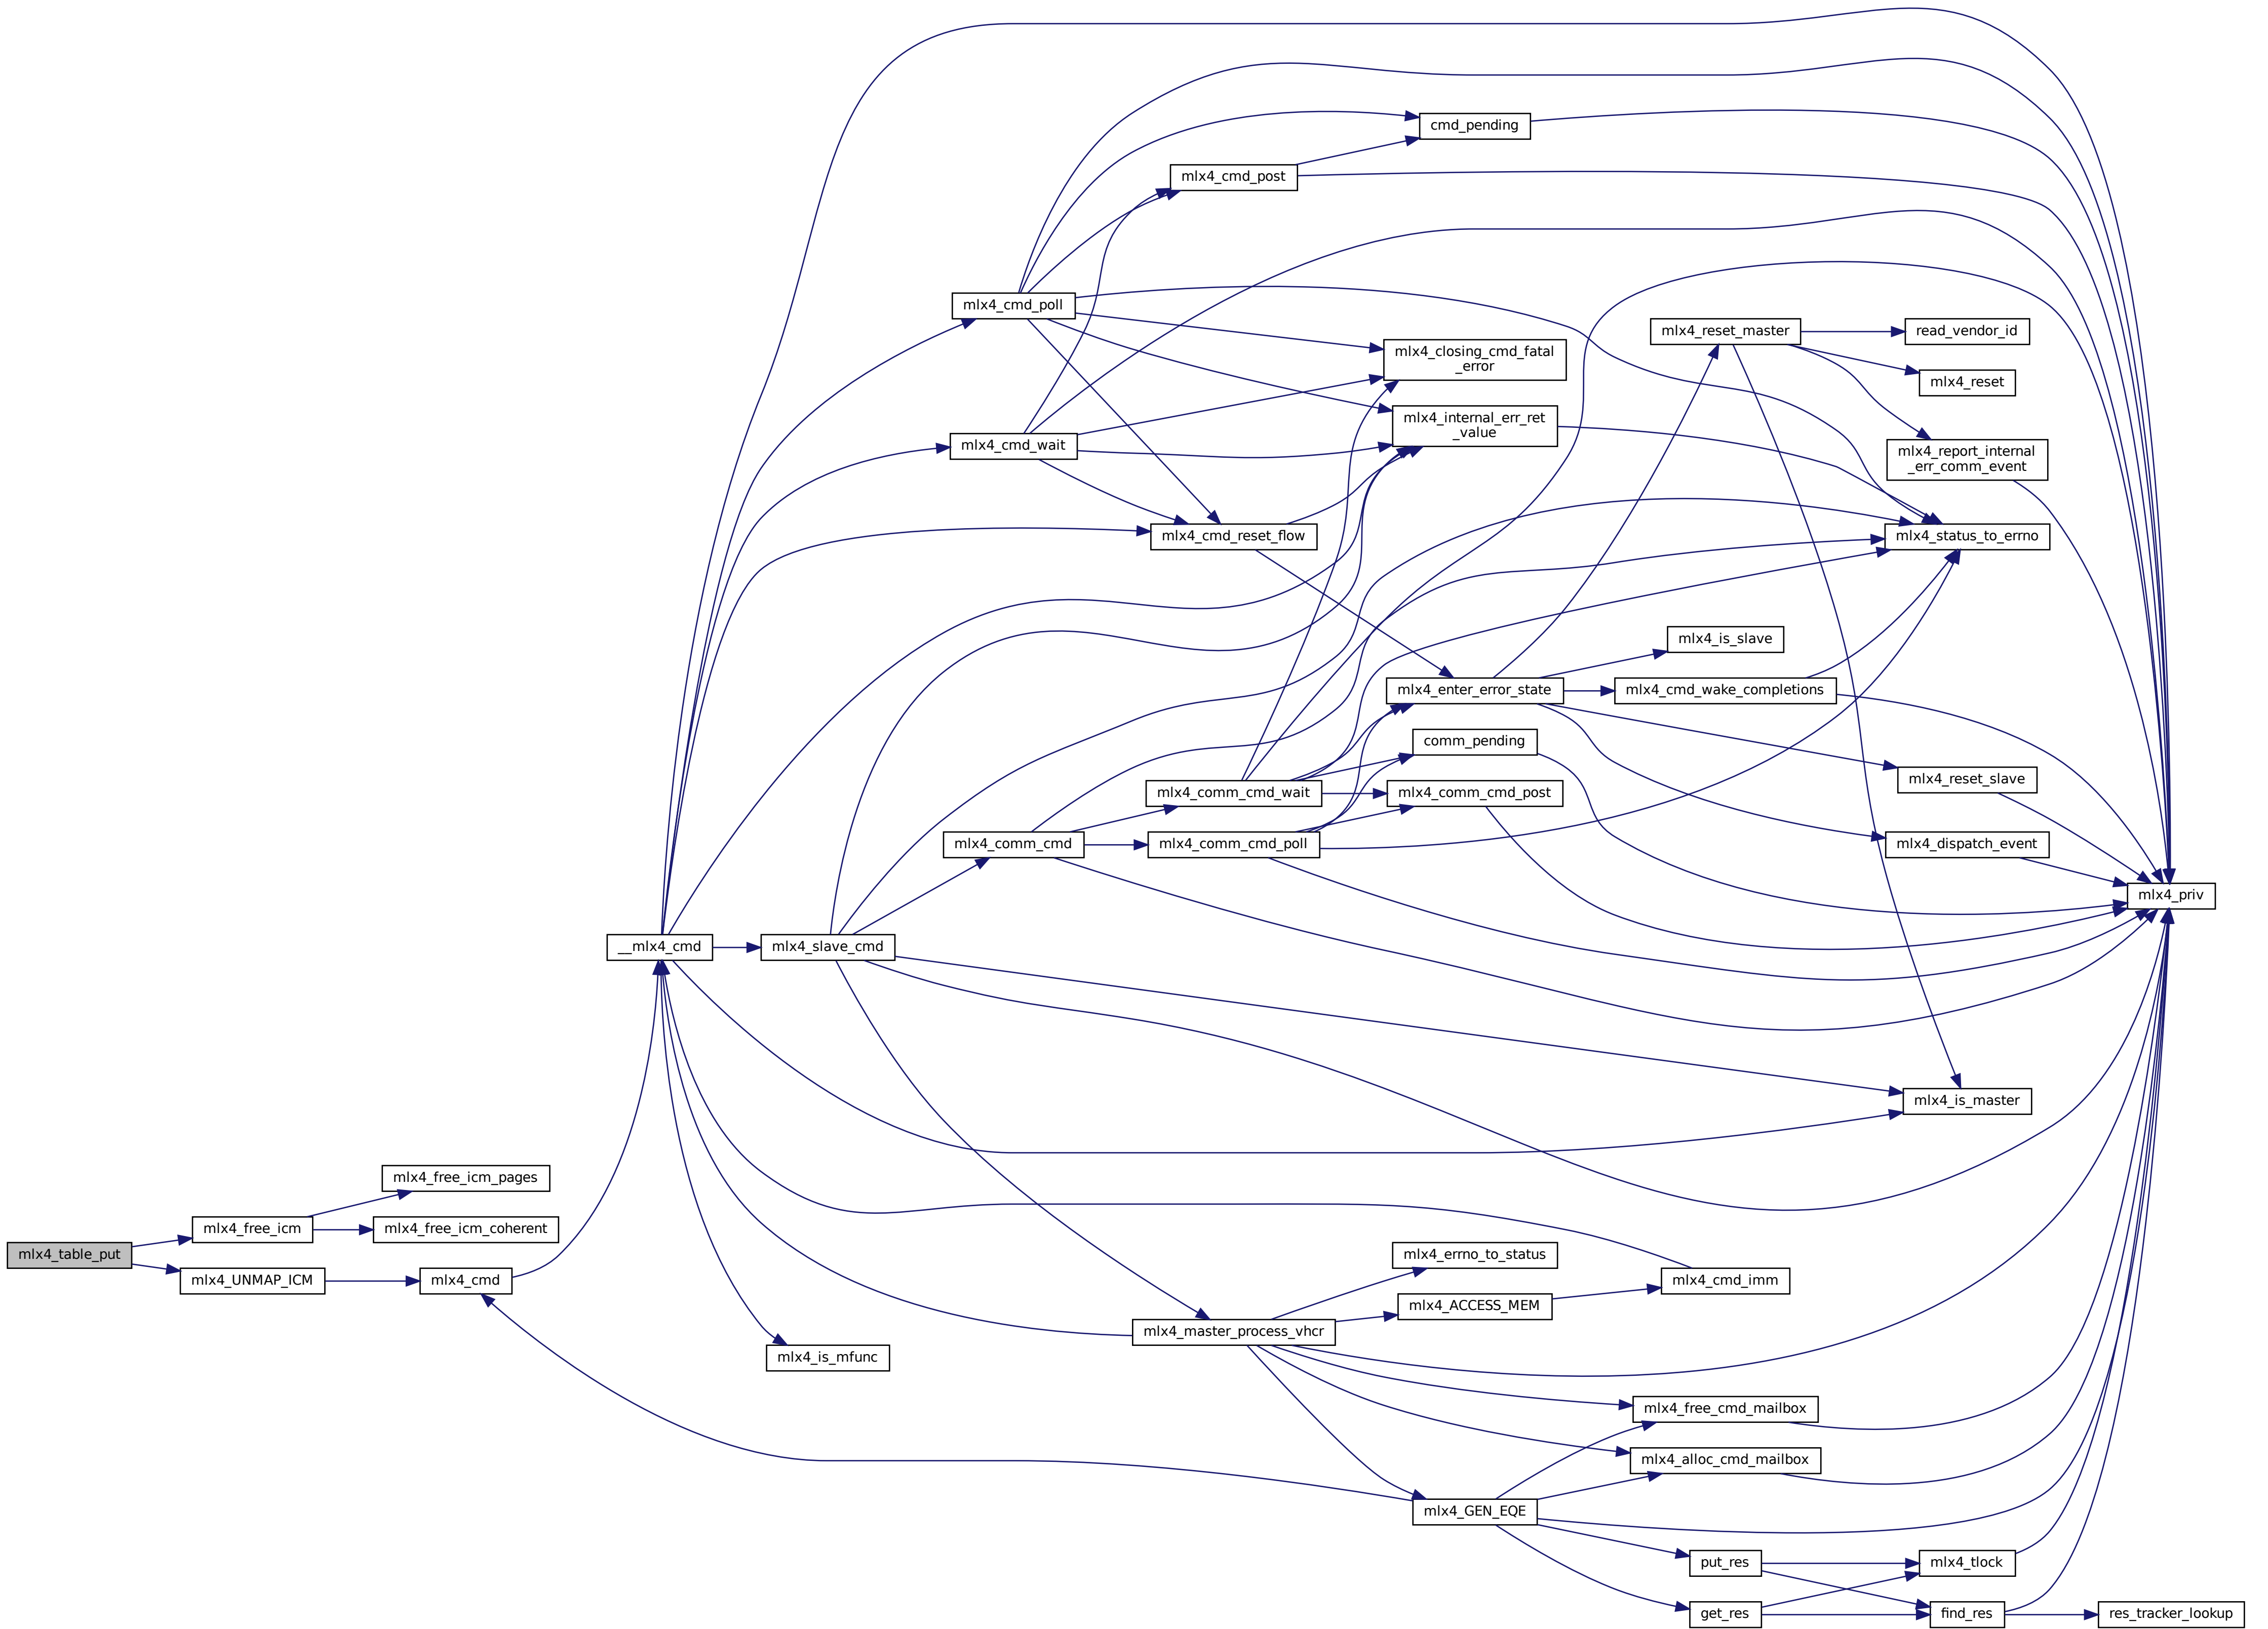 mlx4_table_put
mlx4_free_icm
mlx4_UNMAP_ICM
mlx4_free_icm_pages
mlx4_free_icm_coherent
mlx4_cmd
__mlx4_cmd
mlx4_slave_cmd
mlx4_is_mfunc
mlx4_cmd_poll
mlx4_cmd_wait
mlx4_comm_cmd
mlx4_cmd_post
mlx4_cmd_reset_flow
mlx4_comm_cmd_wait
mlx4_comm_cmd_poll
mlx4_master_process_vhcr
cmd_pending
mlx4_closing_cmd_fatal
_error
mlx4_internal_err_ret
_value
mlx4_enter_error_state
comm_pending
mlx4_comm_cmd_post
mlx4_errno_to_status
mlx4_ACCESS_MEM
mlx4_GEN_EQE
mlx4_reset_master
mlx4_is_slave
mlx4_cmd_wake_completions
mlx4_cmd_imm
mlx4_free_cmd_mailbox
mlx4_alloc_cmd_mailbox
put_res
get_res
read_vendor_id
mlx4_reset
mlx4_report_internal
_err_comm_event
mlx4_status_to_errno
mlx4_reset_slave
mlx4_dispatch_event
mlx4_is_master
mlx4_tlock
find_res
mlx4_priv
res_tracker_lookup